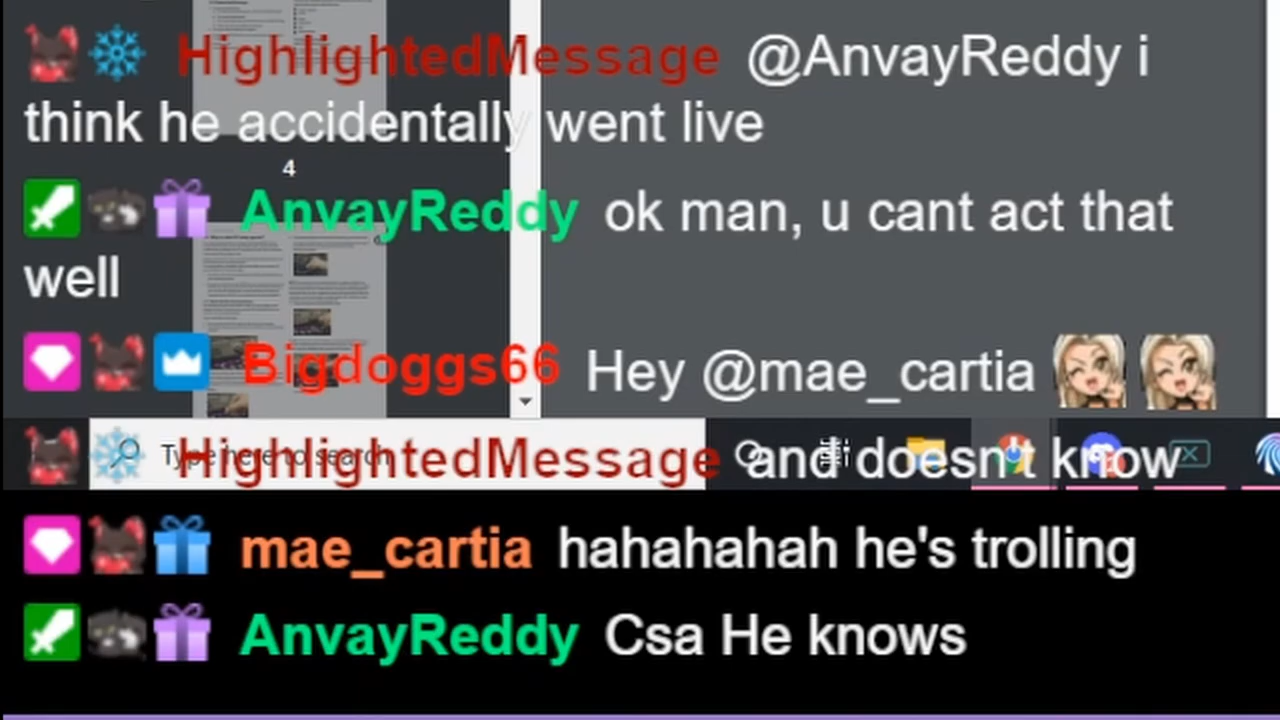 HighlightedMessage @AnvayReddy i
think he accidentally went live
4
AnvayReddy ok man, u cant act that
well
Bigdoggs66 Hey @mae_cartia
Type here to search
HighlightedMessage and doesn't know
mae_cartia hahahahah he's trolling
AnvayReddy Csa He knows